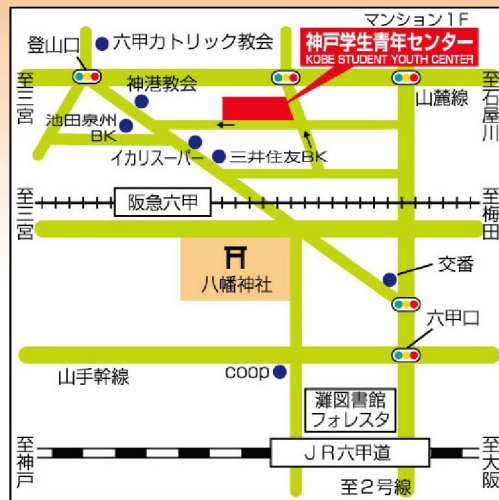 マンション1F
登山口
六甲カトリック教会
神戸学生青年センター
KOBE STUDENT YOUTH CENTER
至三宮
神港教会
山麓線
至石屋川
池田泉州
BK
イカリスーパー
三井住友BK
至三宮
阪急六甲
至梅田
八幡神社
交番
六甲口
山手幹線
coop
灘図書館
フォレスタ
至神戸
JR六甲道
至大阪
至2号線